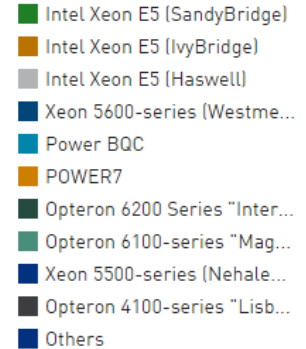 Intel Xeon E5 (SandyBridge)
Intel Xeon E5 (IvyBridge)
Intel Xeon E5 (Haswell)
Xeon 5600-series (Westme...
Power BQC
POWER7
Opteron 6200 Series "Inter...
Opteron 6100-series "Mag...
Xeon 5500-series (Nehale...
Opteron 4100-series "Lisb...
Others